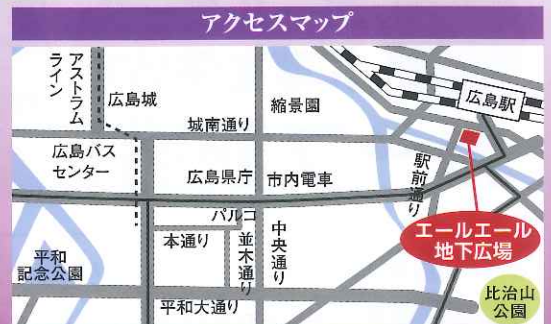 アクセスマップ
アストラム
ライン
広島城
縮景園
広島駅
城南通り
広島バス
センター
広島県庁
市内電車
駅前通り
パルコ
エールエール
地下広場
本通り
並木通り
中央通り
平和
記念公園
平和大通り
比治山
公園